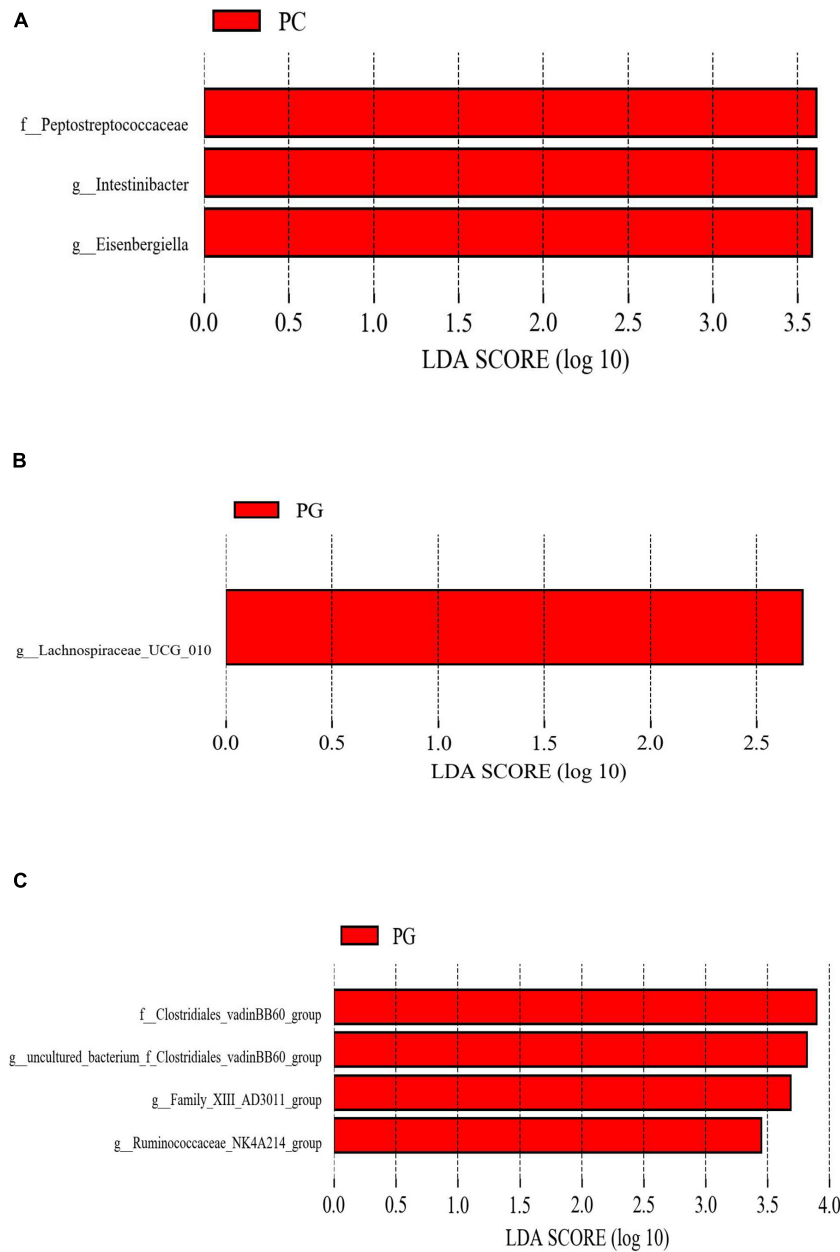 A
PC
f__Peptostreptococcaceae
g__Intestinibacter
g__Eisenbergiella
0.0 0.5 1.0 1.5 2.0 2.5 3.0 3.5
LDA SCORE (log 10)
B
PG
g__Lachnospiraceae_UCG_010
0.0 0.5 1.0 1.5 2.0 2.5
LDA SCORE (log 10)
C
PG
f__Clostridiales_vadinBB60_group
g__uncultured_bacterium_f_Clostridiales_vadinBB60_group
g__Family_XIII_AD3011_group
g__Ruminococcaceae_NK4A214_group
0.0 0.5 1.0 1.5 2.0 2.5 3.0 3.5 4.0
LDA SCORE (log 10)